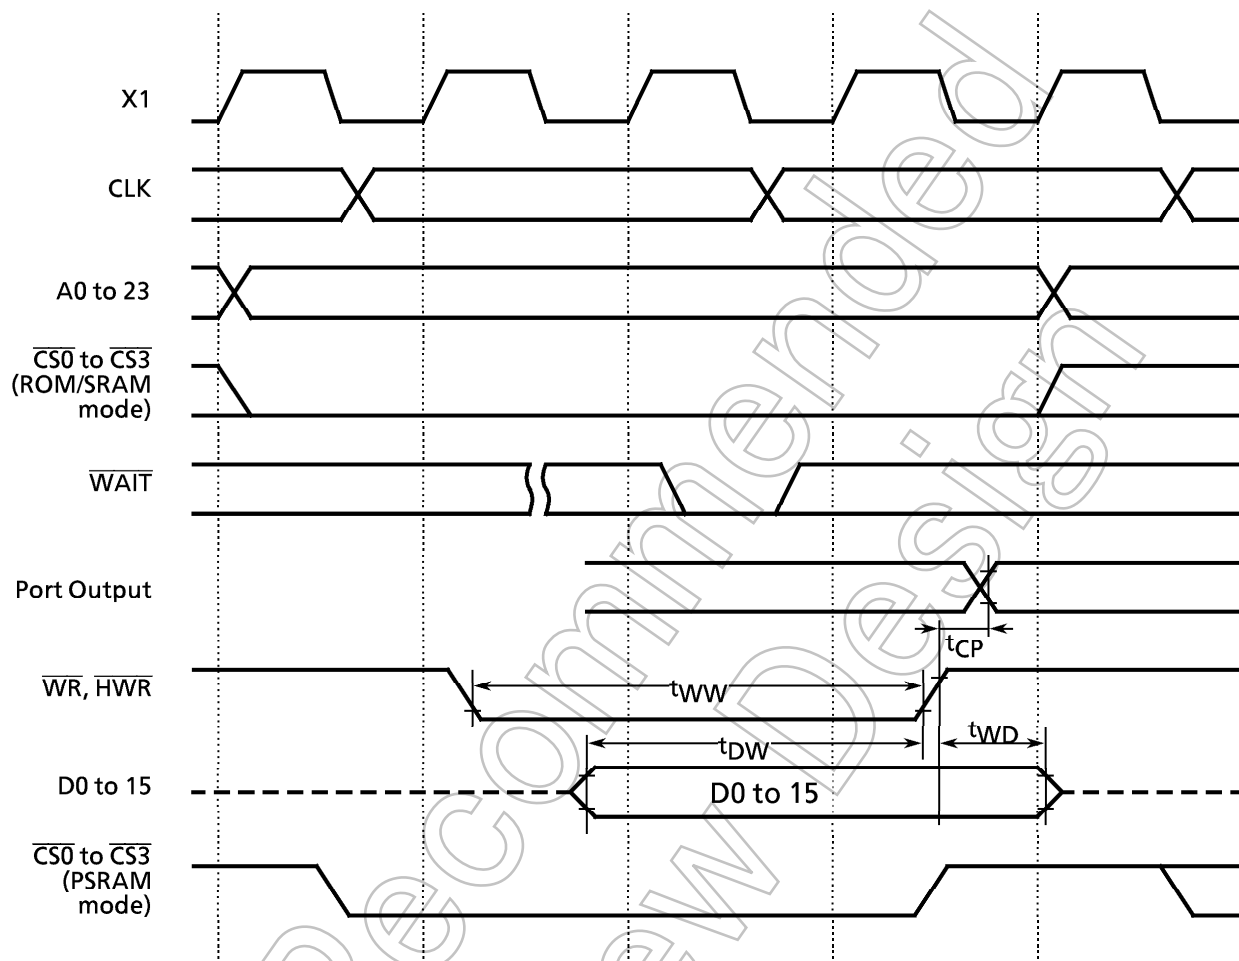 X1
CLK
A0 to 23
CS0 to CS3
(ROM/SRAM
mode)
WAIT
Port Output
tCP
WR, HWR
tWW
tWD
tDW
D0 to 15
D0 to 15
CS0 to CS3
(PSRAM
mode)
Recommended
New Design